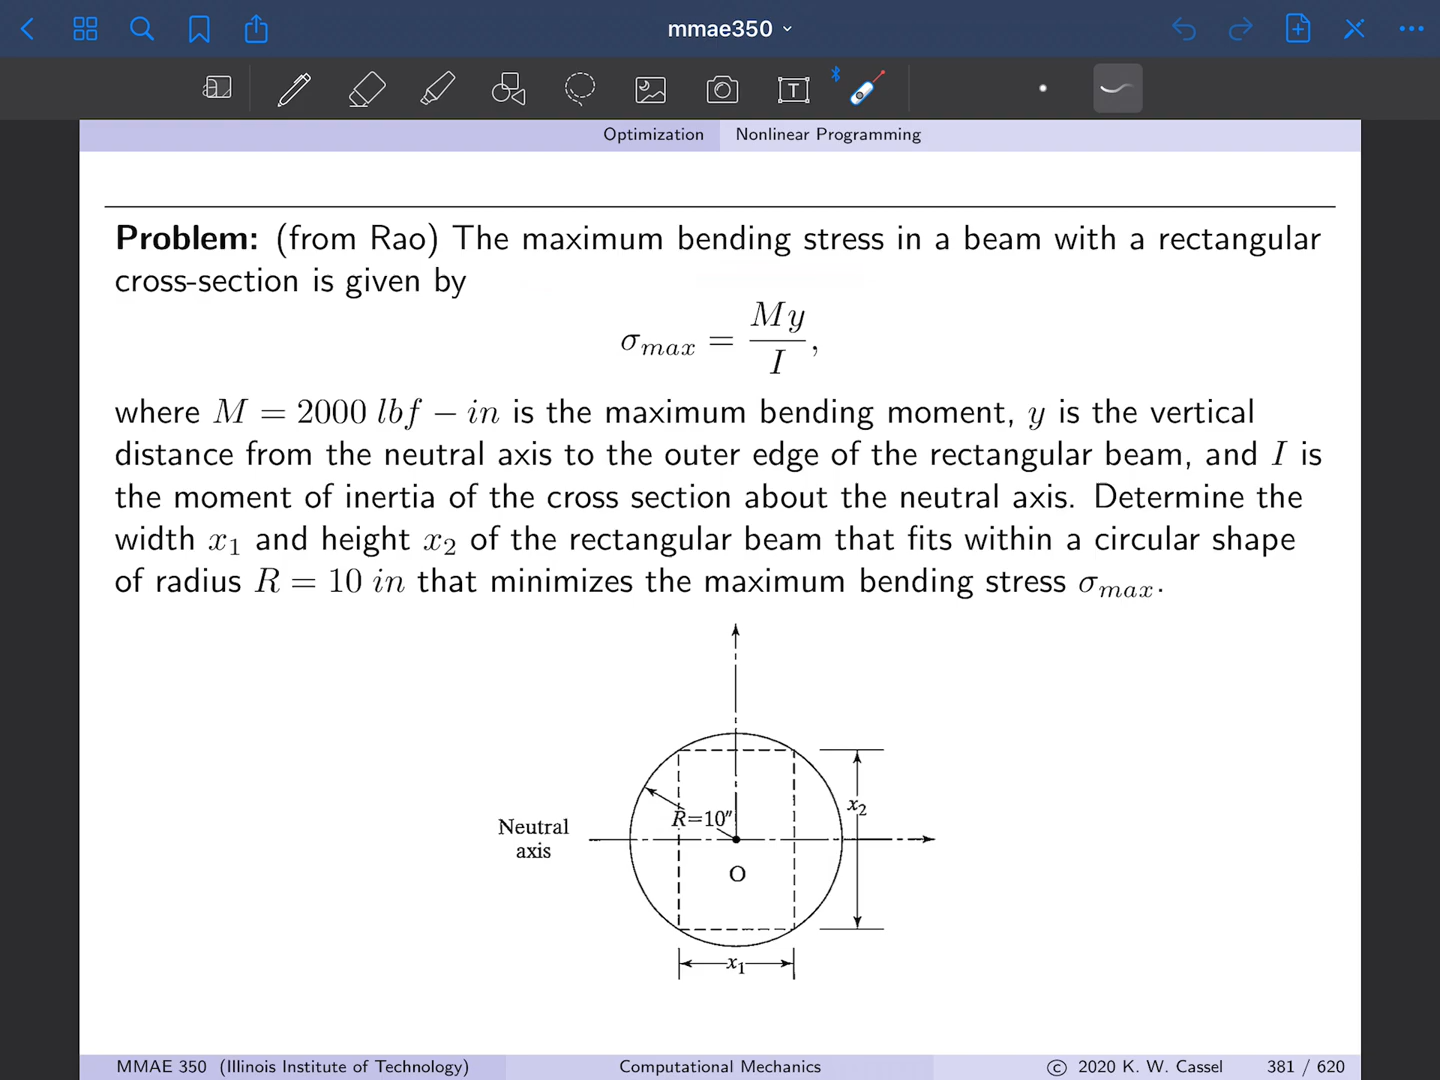 mmae350
T
Optimization Nonlinear Programming
Problem: (from Rao) The maximum bending stress in a beam with a rectangular
cross-section is given by
σ_max = My/I,
where M = 2000 lbf − in is the maximum bending moment, y is the vertical
distance from the neutral axis to the outer edge of the rectangular beam, and I is
the moment of inertia of the cross section about the neutral axis. Determine the
width x₁ and height x₂ of the rectangular beam that fits within a circular shape
of radius R = 10 in that minimizes the maximum bending stress σ_max.
x₂
R=10″
Neutral
axis
O
x₁
MMAE 350 (Illinois Institute of Technology) Computational Mechanics © 2020 K. W. Cassel 381 / 620